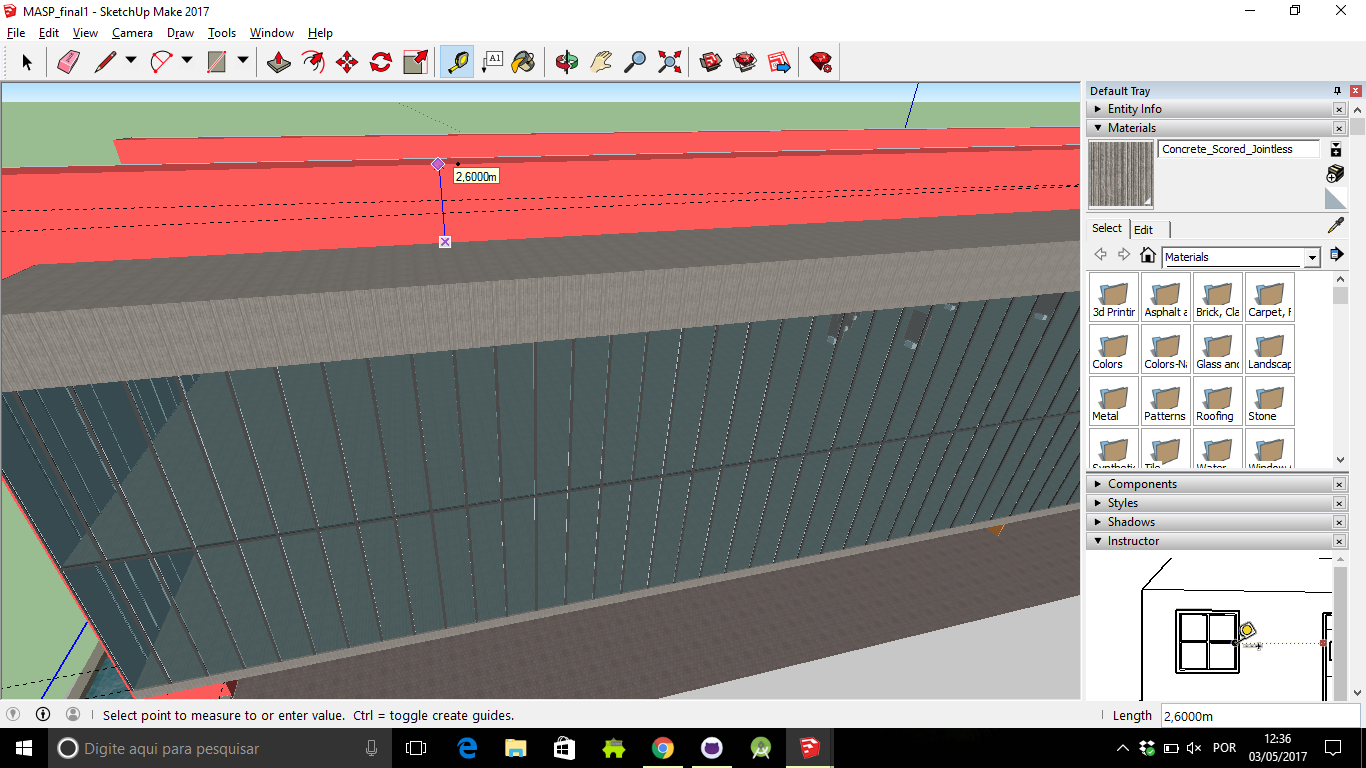 MASP_final1 - SketchUp Make 2017
File Edit View Camera Draw Tools Window Help
A1
2,6000m
Default Tray
Entity Info
Materials
Concrete_Scored_Jointless
Select Edit
Materials
3d Printin Asphalt a Brick, Cla Carpet, F
Colors Colors-Na Glass and Landscap
Metal Patterns Roofing Stone
Synthetic Tile Water Window
Components
Styles
Shadows
Instructor
Select point to measure to or enter value. Ctrl = toggle create guides.
Length 2,6000m
Digite aqui para pesquisar
POR
12:36
03/05/2017